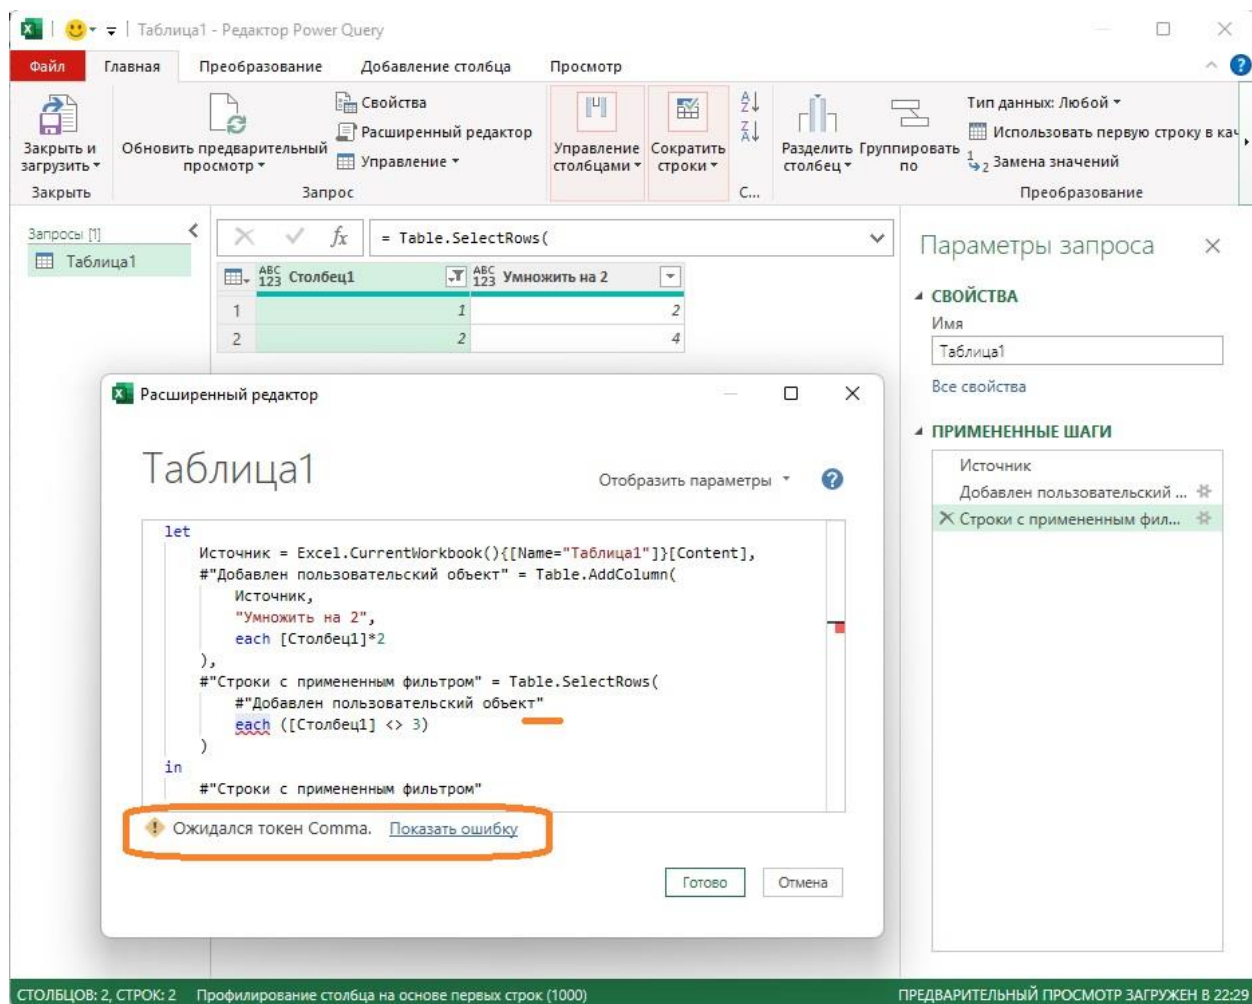 Таблица1 - Редактор Power Query
Файл Главная Преобразование Добавление столбца Просмотр
Закрыть и загрузить
Закрыть
Обновить предварительный просмотр
Свойства
Расширенный редактор
Управление
Запрос
Управление столбцами
Сократить строки
С...
Разделить столбец
Группировать по
Тип данных: Любой
Использовать первую строку в кач
Замена значений
Преобразование
Запросы [1]
Таблица1
fx = Table.SelectRows(
ABC 123 Столбец1 ABC 123 Умножить на 2
1 1 2
2 2 4
Параметры запроса
СВОЙСТВА
Имя
Таблица1
Все свойства
ПРИМЕНЕННЫЕ ШАГИ
Источник
Добавлен пользовательский ...
Строки с примененным фил...
Расширенный редактор
Таблица1
Отобразить параметры
let
Источник = Excel.CurrentWorkbook(){[Name="Таблица1"]}[Content],
#"Добавлен пользовательский объект" = Table.AddColumn(
Источник,
"Умножить на 2",
each [Столбец1]*2
),
#"Строки с примененным фильтром" = Table.SelectRows(
#"Добавлен пользовательский объект"
each ([Столбец1] <> 3)
)
in
#"Строки с примененным фильтром"
Ожидался токен Comma. Показать ошибку
Готово Отмена
СТОЛБЦОВ: 2, СТРОК: 2 Профилирование столбца на основе первых строк (1000) ПРЕДВАРИТЕЛЬНЫЙ ПРОСМОТР ЗАГРУЖЕН В 22:29